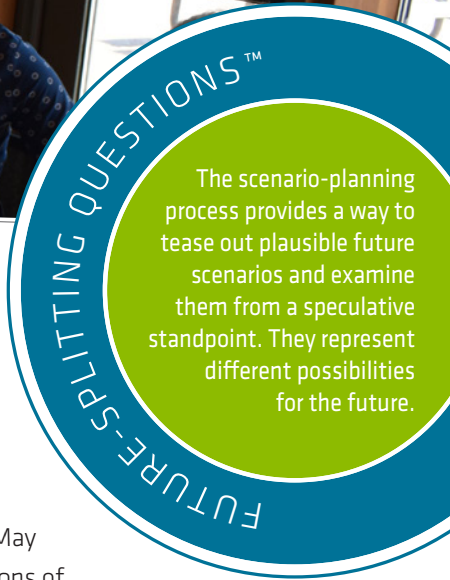 FUTURE-SPLITTING QUESTIONS™
The scenario-planning
process provides a way to
tease out plausible future
scenarios and examine
them from a speculative
standpoint. They represent
different possibilities
for the future.
May
ons of